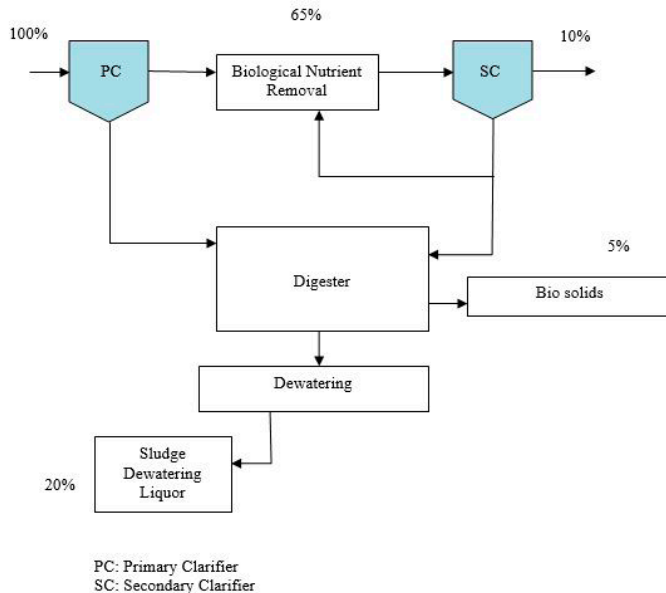 65%
100%
10%
PC
Biological Nutrient
Removal
SC
5%
Digester
Bio solids
Dewatering
Sludge
Dewatering
Liquor
20%
PC: Primary Clarifier
SC: Secondary Clarifier